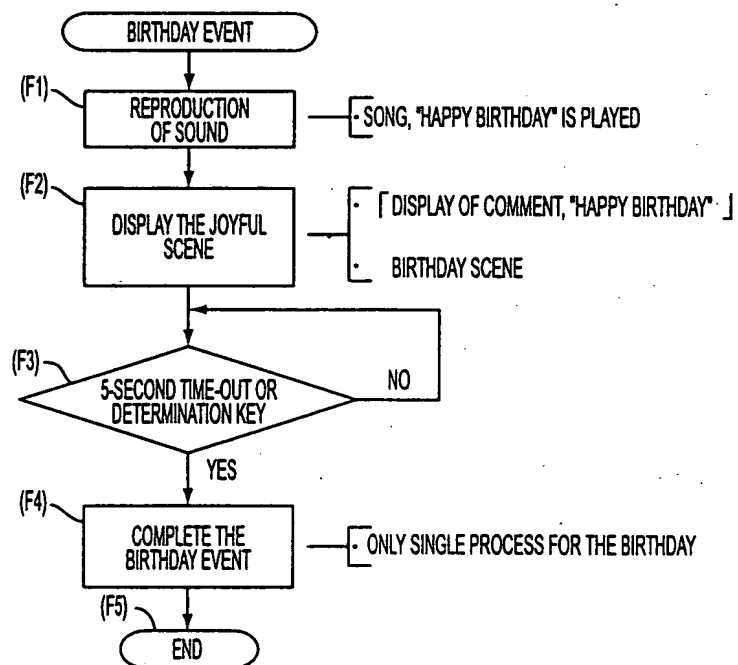 BIRTHDAY EVENT
(F1)
REPRODUCTION
OF SOUND
· SONG, "HAPPY BIRTHDAY" IS PLAYED
(F2)
DISPLAY THE JOYFUL
SCENE
· ｢ DISPLAY OF COMMENT, "HAPPY BIRTHDAY" ｣
· BIRTHDAY SCENE
(F3)
5-SECOND TIME-OUT OR
DETERMINATION KEY
NO
YES
(F4)
COMPLETE THE
BIRTHDAY EVENT
· ONLY SINGLE PROCESS FOR THE BIRTHDAY
(F5)
END